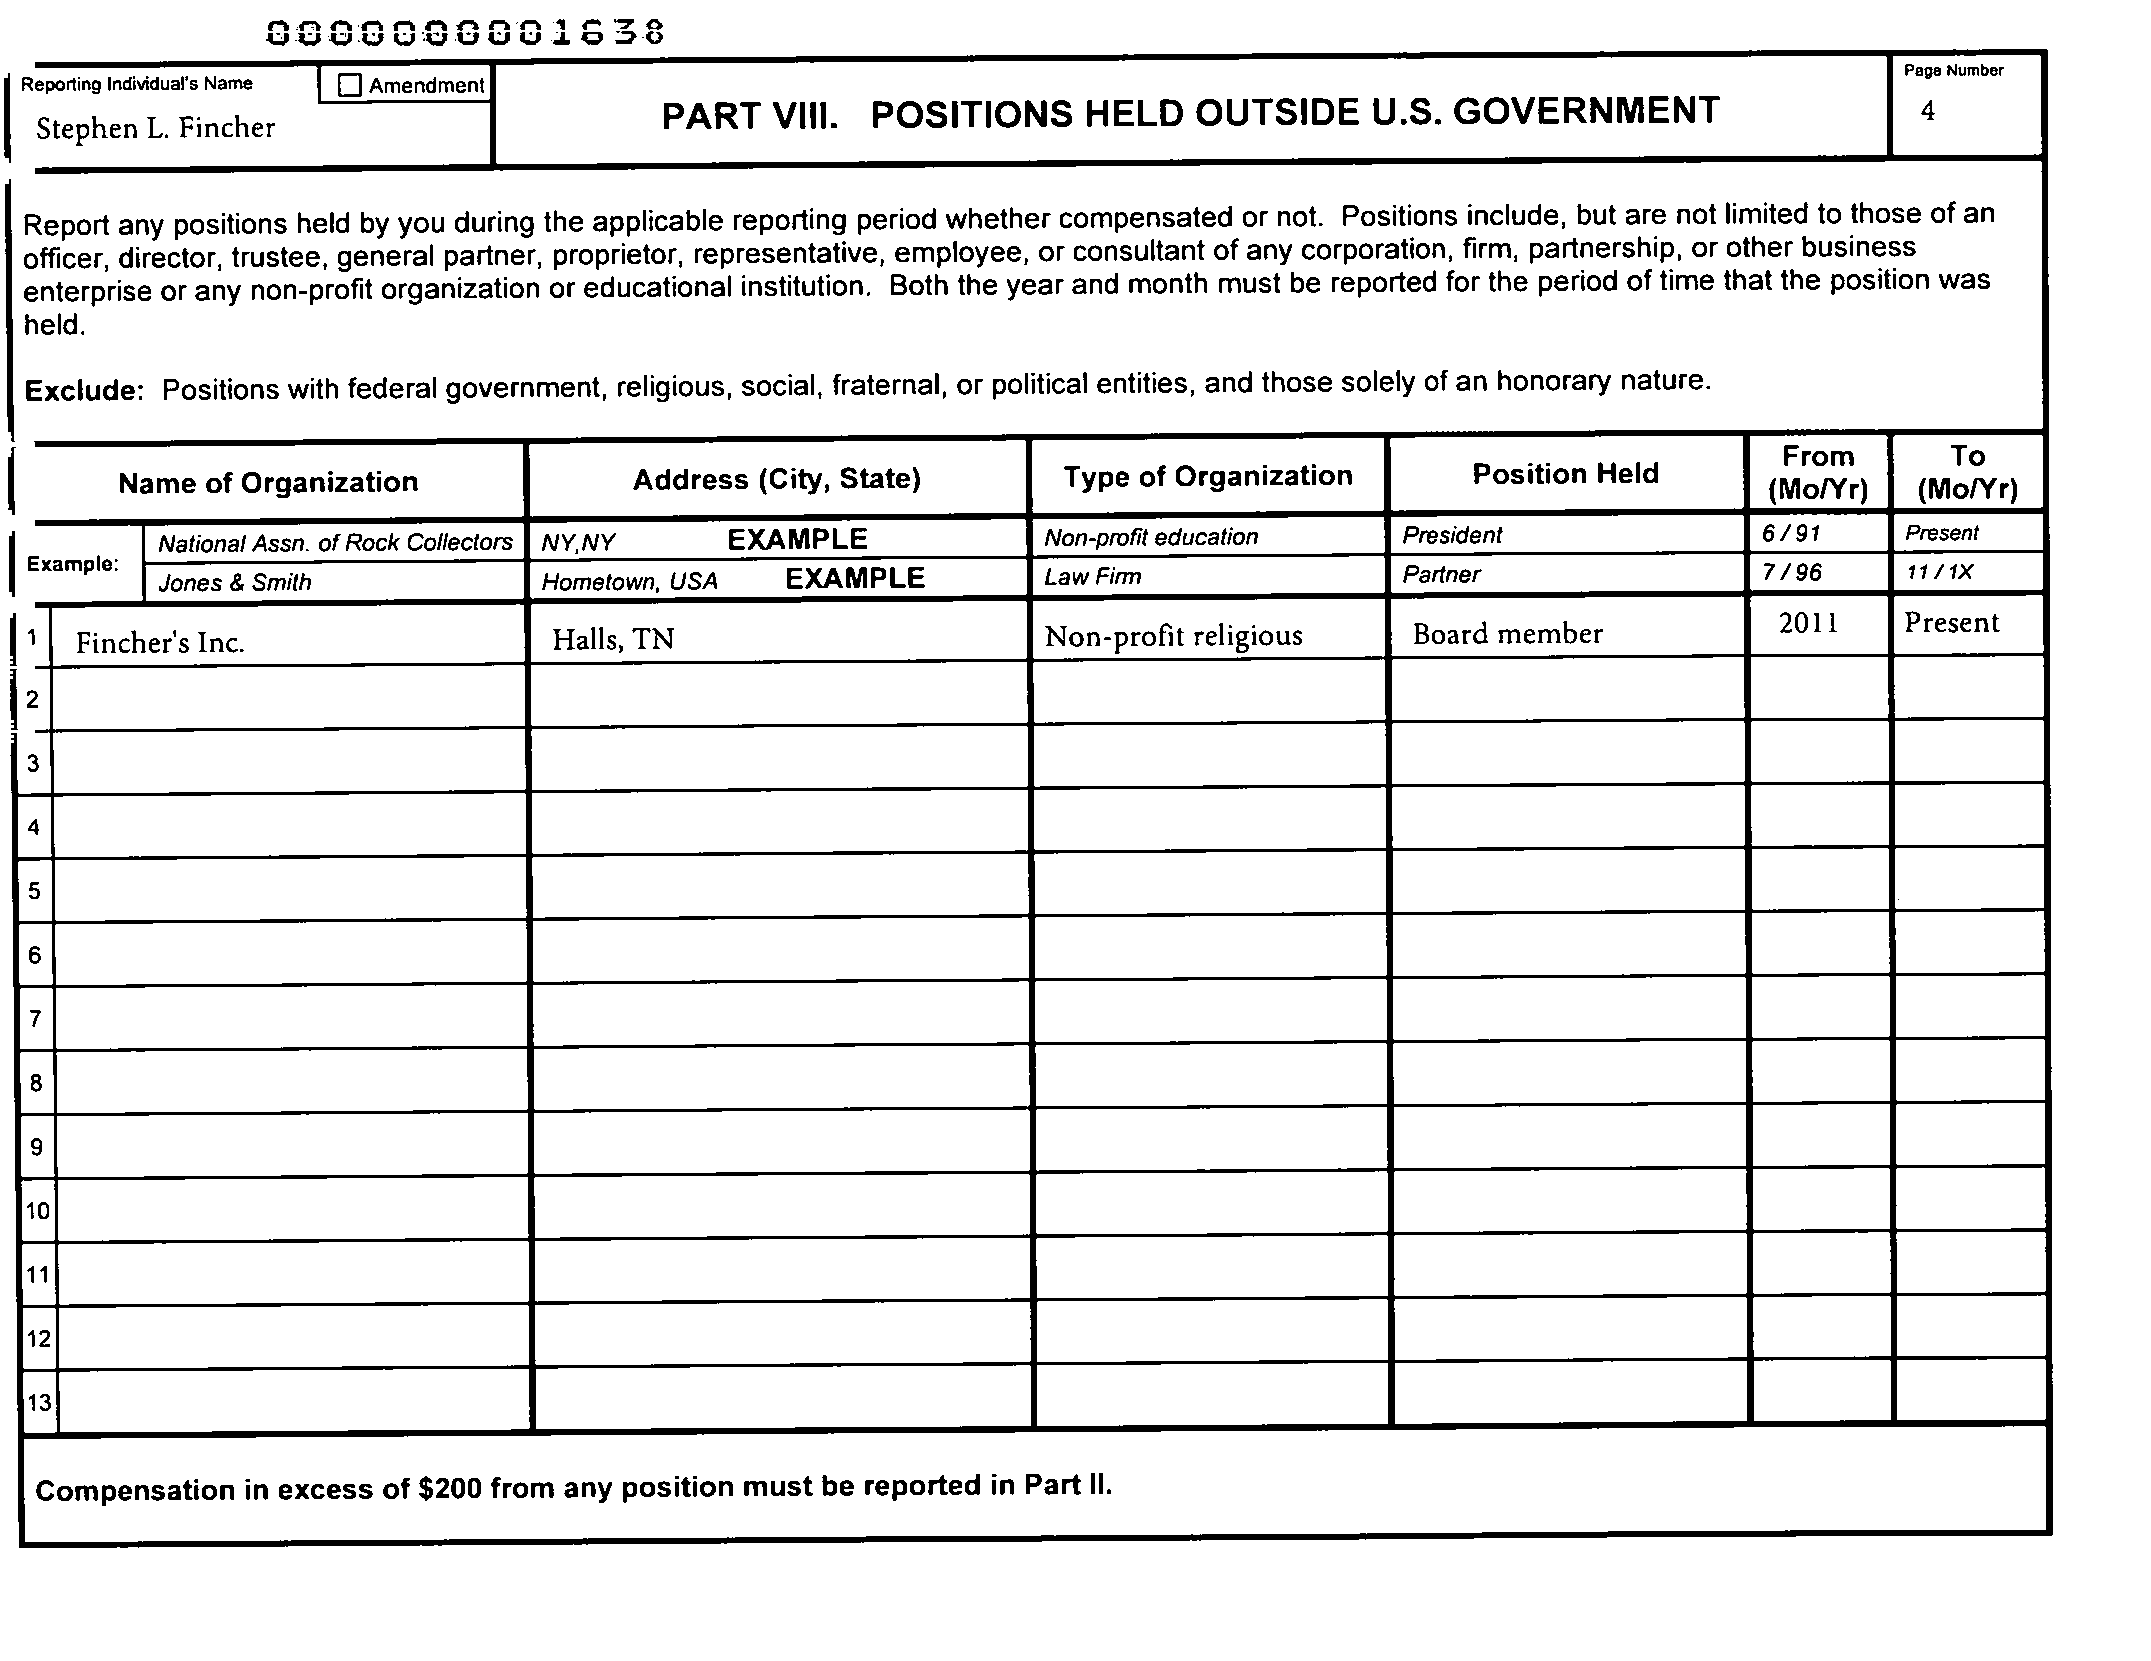 0000000001638
Reporting Individual's Name
Amendment
Stephen L. Fincher
PART VIII. POSITIONS HELD OUTSIDE U.S. GOVERNMENT
Page Number
4
Report any positions held by you during the applicable reporting period whether compensated or not. Positions include, but are not limited to those of an
officer, director, trustee, general partner, proprietor, representative, employee, or consultant of any corporation, firm, partnership, or other business
enterprise or any non-profit organization or educational institution. Both the year and month must be reported for the period of time that the position was
held.
Exclude: Positions with federal government, religious, social, fraternal, or political entities, and those solely of an honorary nature.
Name of Organization Address (City, State) Type of Organization Position Held From (Mo/Yr) To (Mo/Yr)
Example:
National Assn. of Rock Collectors NY,NY EXAMPLE Non-profit education President 6/91 Present
Jones & Smith Hometown, USA EXAMPLE Law Firm Partner 7/96 11/1X
1 Fincher's Inc. Halls, TN Non-profit religious Board member 2011 Present
2
3
4
5
6
7
8
9
10
11
12
13
Compensation in excess of $200 from any position must be reported in Part II.